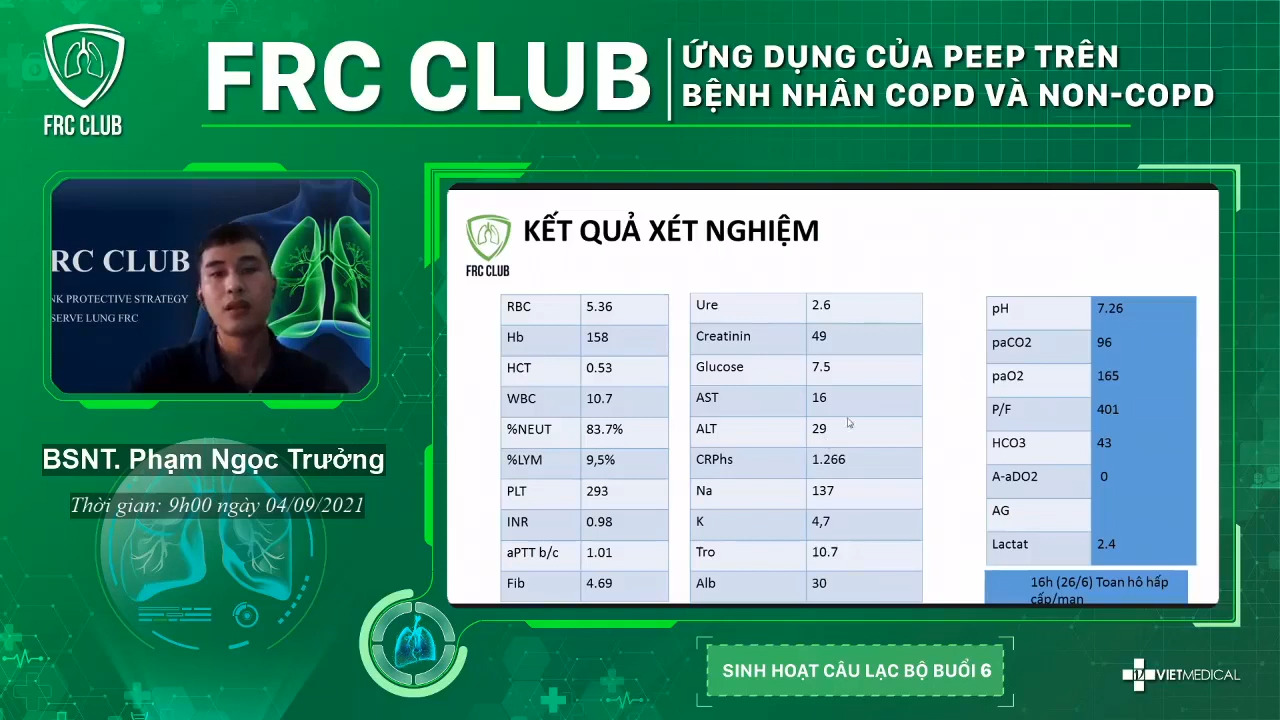 FRC CLUB
FRC CLUB
ỨNG DỤNG CỦA PEEP TRÊN
BỆNH NHÂN COPD VÀ NON-COPD
RC CLUB
NK PROTECTIVE STRATEGY
SERVE LUNG FRC
BSNT. Phạm Ngọc Trưởng
Thời gian: 9h00 ngày 04/09/2021
FRC CLUB
KẾT QUẢ XÉT NGHIỆM
RBC 5.36
Hb 158
HCT 0.53
WBC 10.7
%NEUT 83.7%
%LYM 9,5%
PLT 293
INR 0.98
aPTT b/c 1.01
Fib 4.69
Ure 2.6
Creatinin 49
Glucose 7.5
AST 16
ALT 29
CRPhs 1.266
Na 137
K 4,7
Tro 10.7
Alb 30
pH 7.26
paCO2 96
paO2 165
P/F 401
HCO3 43
A-aDO2 0
AG
Lactat 2.4
16h (26/6) Toan hô hấp
cấp/mạn
SINH HOẠT CÂU LẠC BỘ BUỔI 6
VIETMEDICAL